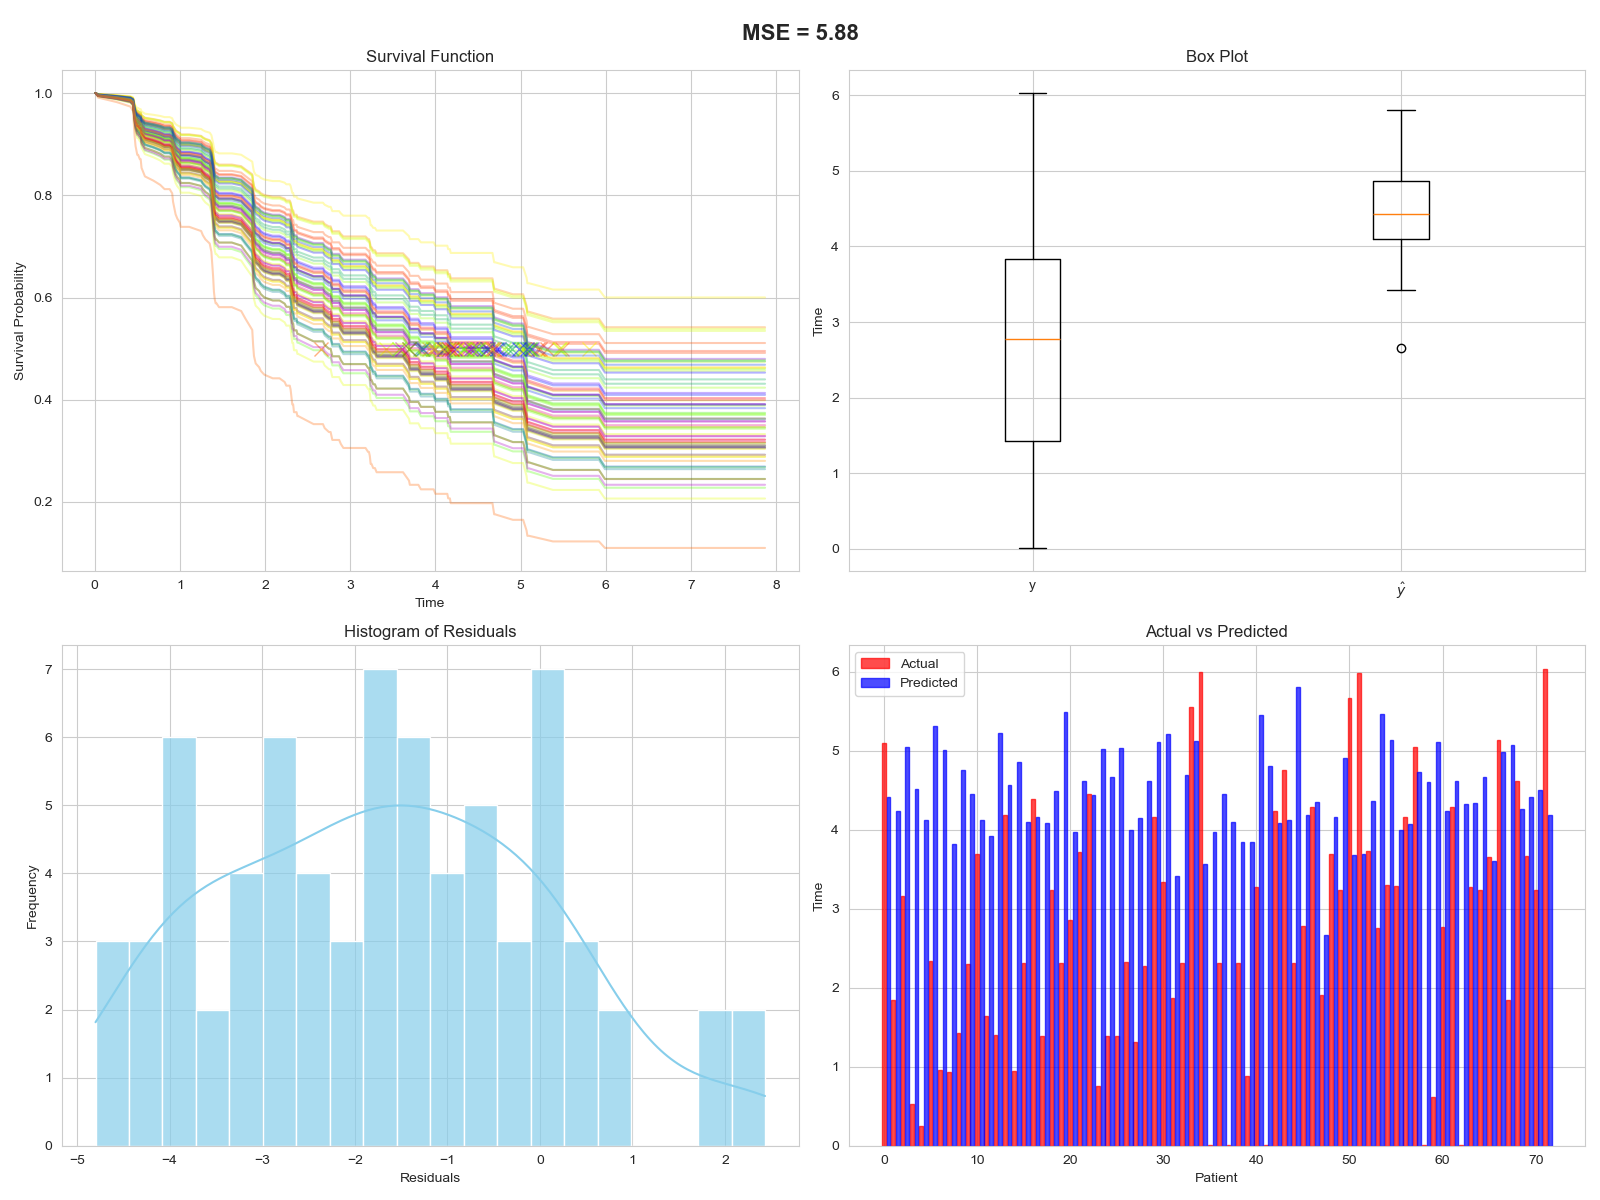 MSE = 5.88
Survival Function
Survival Probability
1.0
0.8
0.6
0.4
0.2
0 1 2 3 4 5 6 7 8
Time
Box Plot
Time
6
5
4
3
2
1
0
y ŷ
Histogram of Residuals
Frequency
7
6
5
4
3
2
1
0
−5 −4 −3 −2 −1 0 1 2
Residuals
Actual vs Predicted
Actual
Predicted
Time
6
5
4
3
2
1
0
0 10 20 30 40 50 60 70
Patient